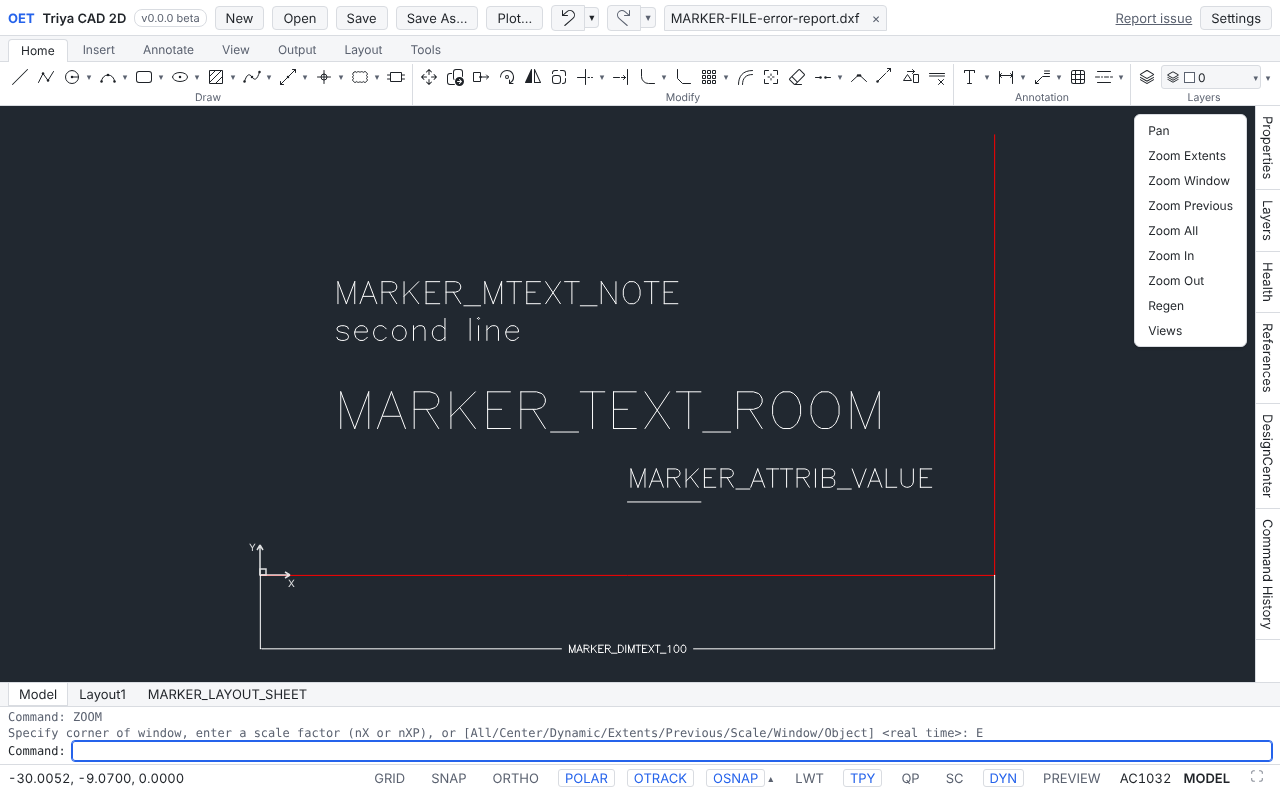 OET Triya CAD 2D v0.0.0 beta New Open Save Save As... Plot... MARKER-FILE-error-report.dxf × Report issue Settings
Home Insert Annotate View Output Layout Tools
0
Draw Modify Annotation Layers
Pan
Zoom Extents
Zoom Window
Zoom Previous
Zoom All
Zoom In
Zoom Out
Regen
Views
Properties
Layers
Health
References
DesignCenter
Command History
MARKER_MTEXT_NOTE
second line
MARKER_TEXT_ROOM
MARKER_ATTRIB_VALUE
Y
X
MARKER_DIMTEXT_100
Model Layout1 MARKER_LAYOUT_SHEET
Command: ZOOM
Specify corner of window, enter a scale factor (nX or nXP), or [All/Center/Dynamic/Extents/Previous/Scale/Window/Object] <real time>: E
Command:
-30.0052, -9.0700, 0.0000 GRID SNAP ORTHO POLAR OTRACK OSNAP LWT TPY QP SC DYN PREVIEW AC1032 MODEL